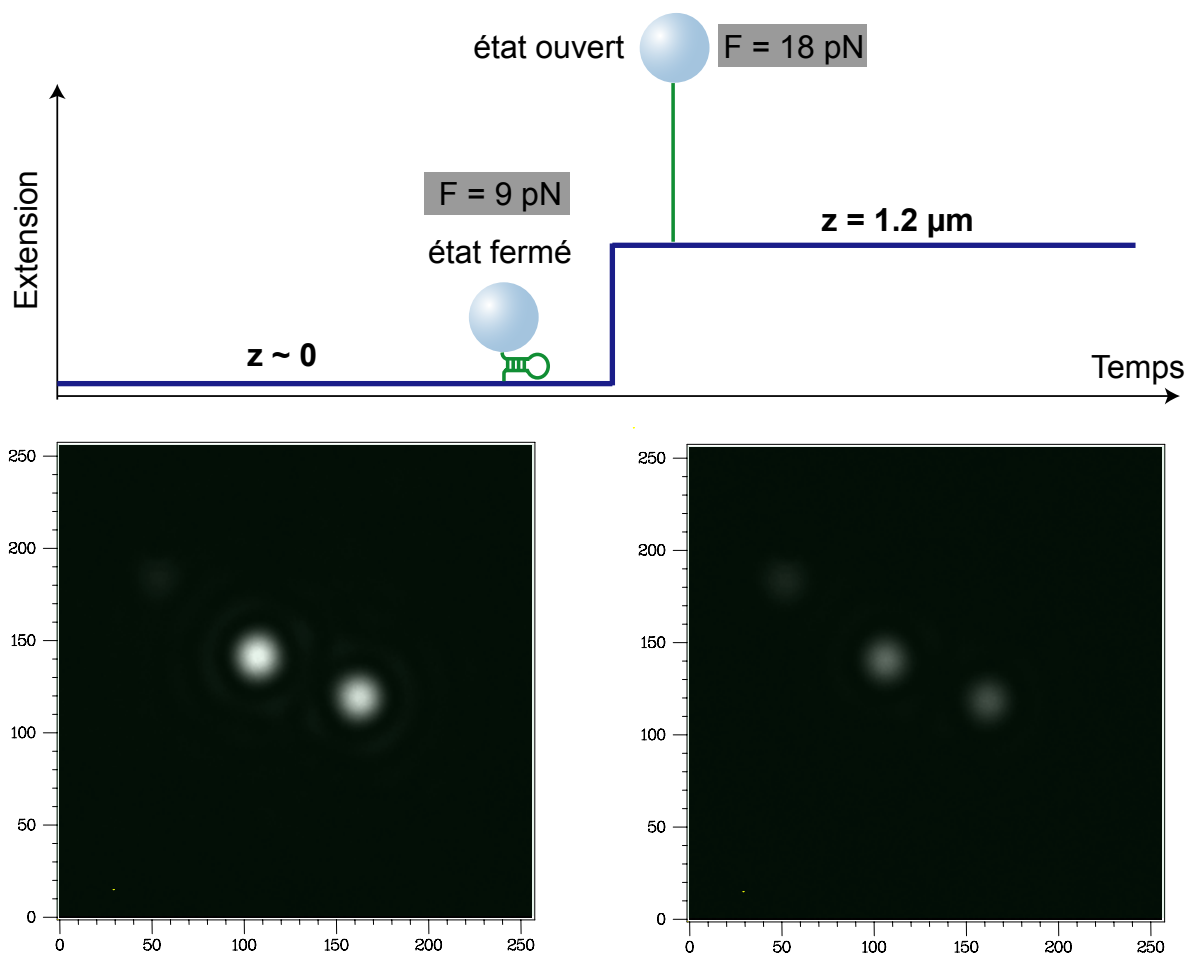 état ouvert
F = 18 pN
F = 9 pN
état fermé
z = 1.2 µm
z ~ 0
Extension
Temps
250
200
150
100
50
0
0 50 100 150 200 250
250
200
150
100
50
0
0 50 100 150 200 250